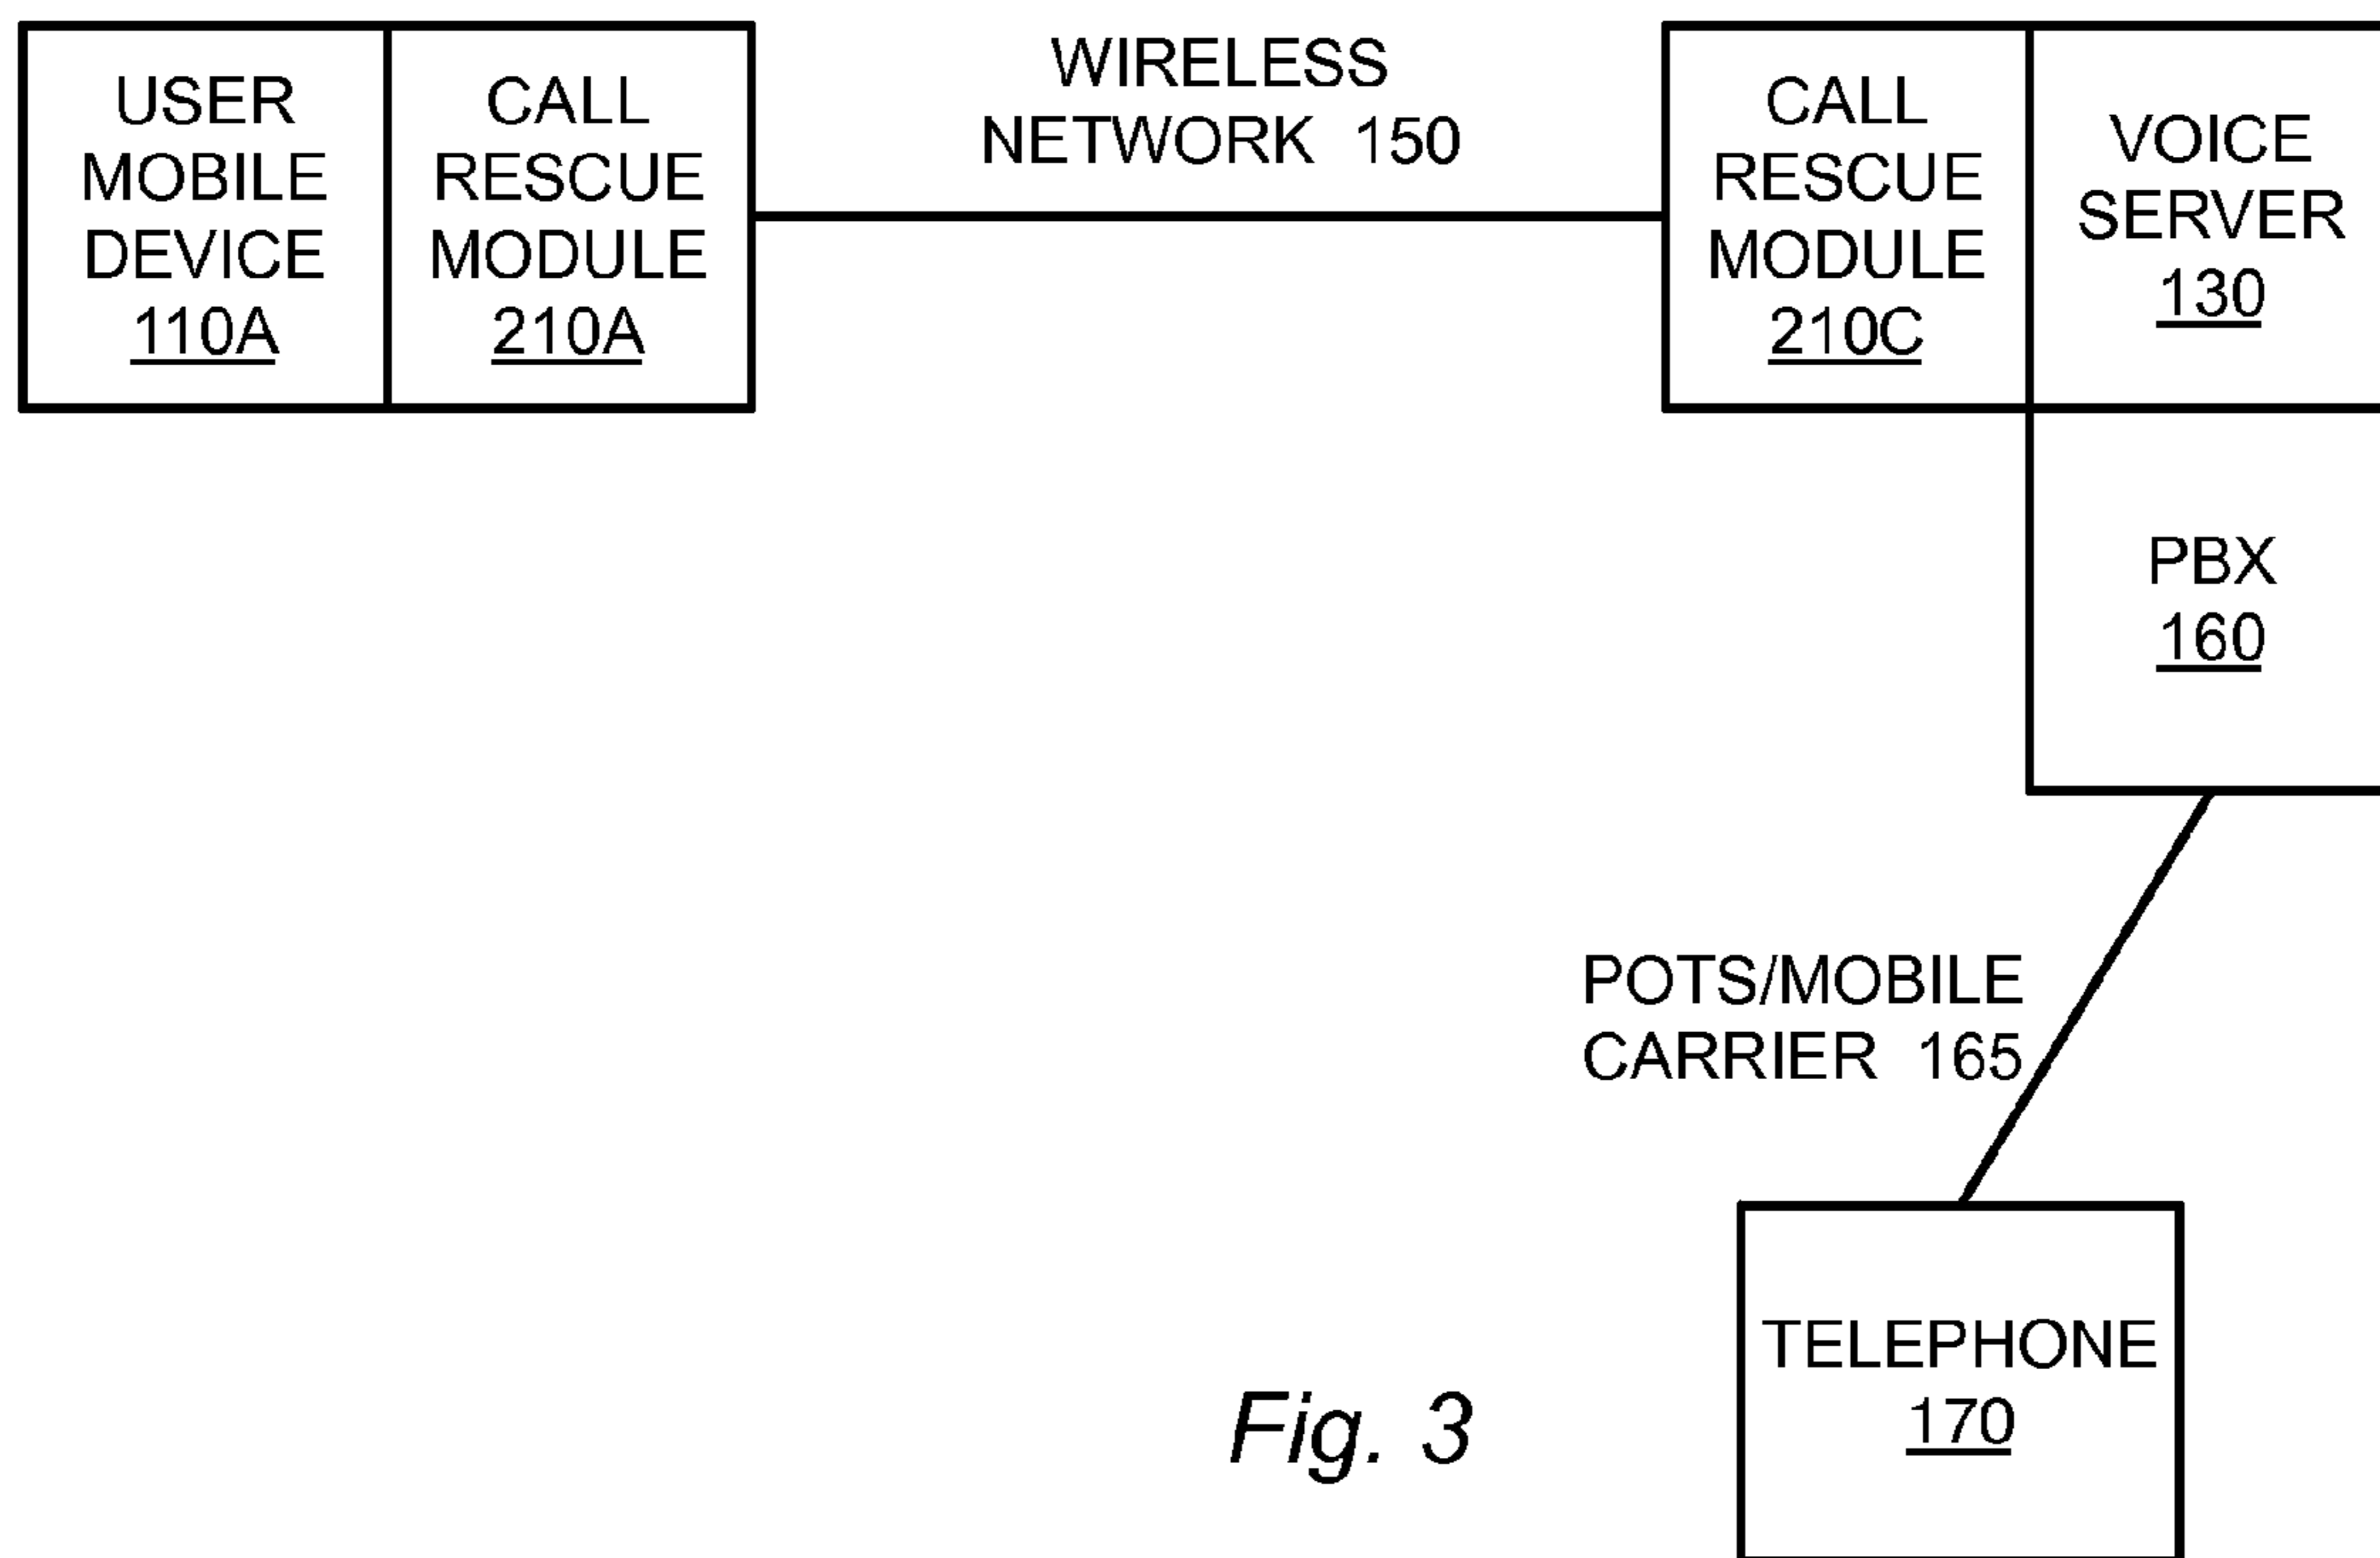 USER
MOBILE
DEVICE
110A
CALL
RESCUE
MODULE
210A
WIRELESS
NETWORK 150
CALL
RESCUE
MODULE
210C
VOICE
SERVER
130
PBX
160
POTS/MOBILE
CARRIER 165
TELEPHONE
170
Fig. 3